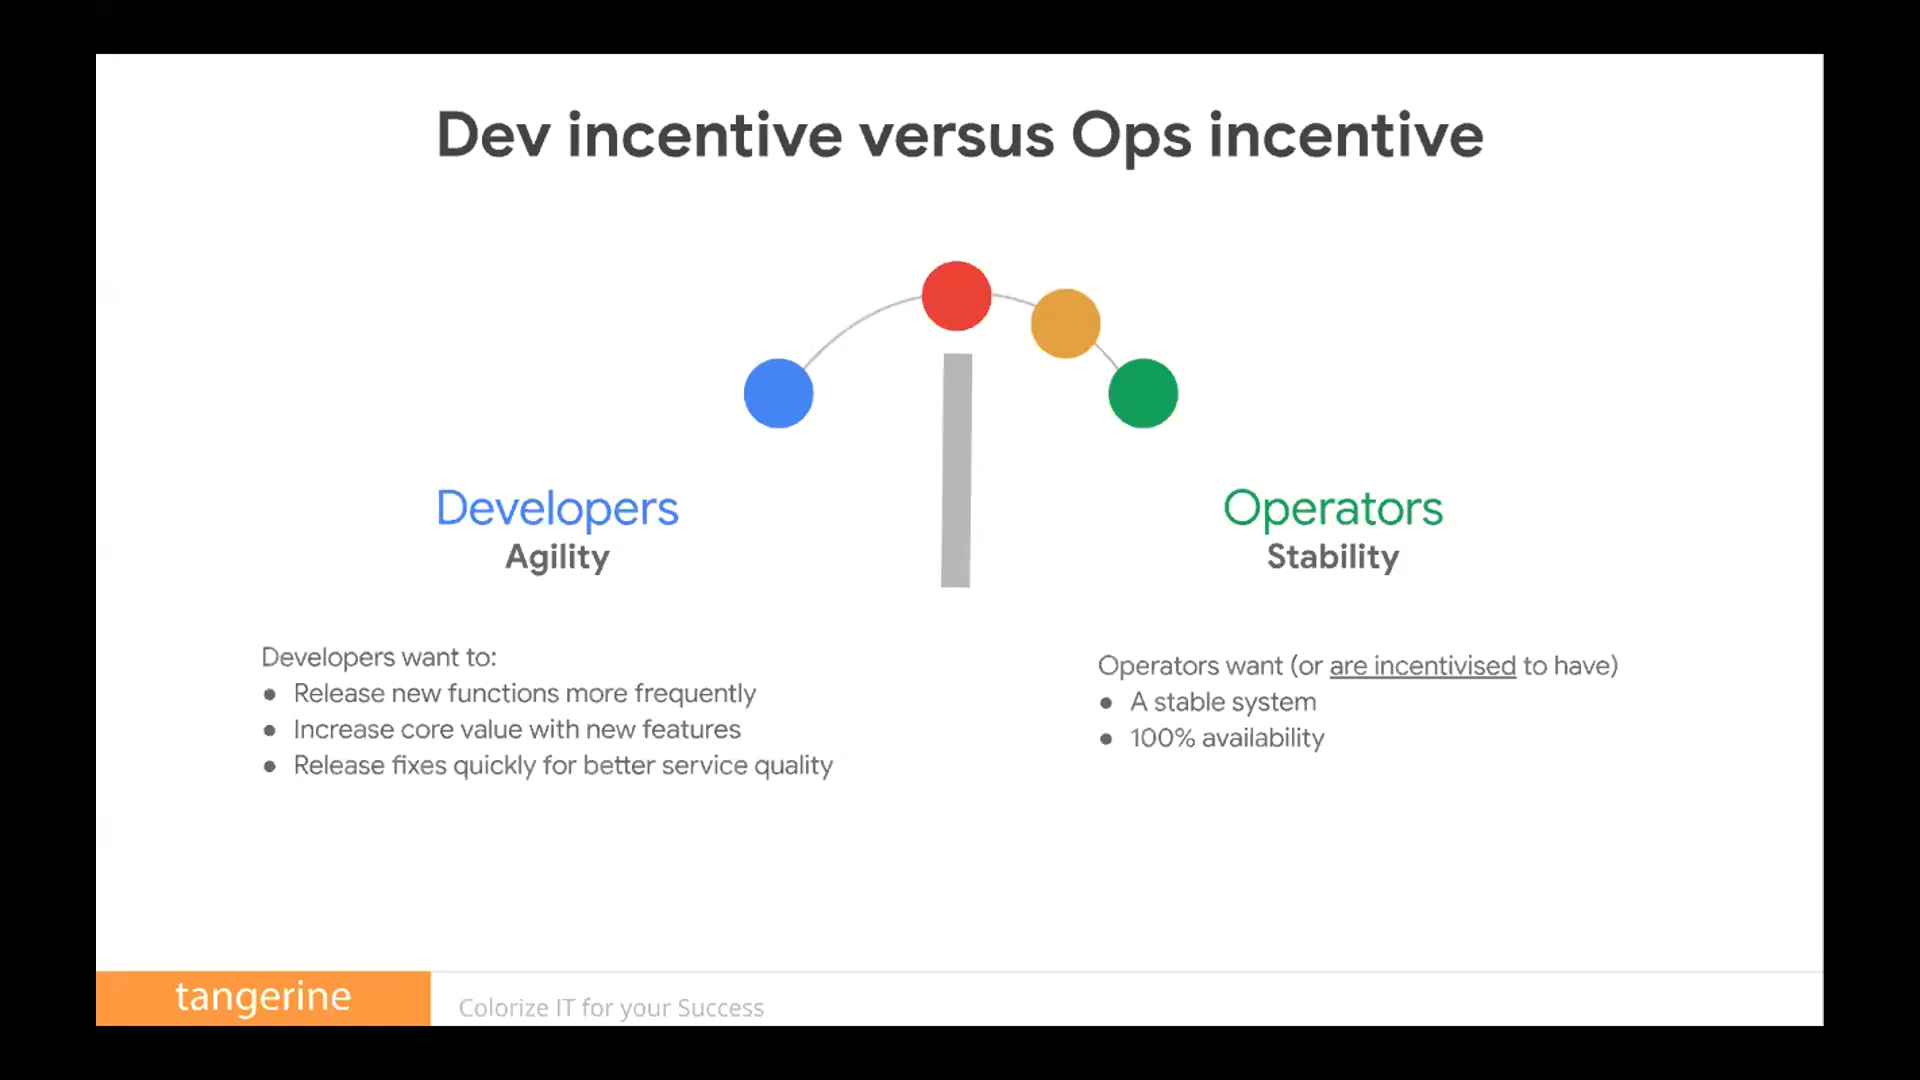 Dev incentive versus Ops incentive
Developers
Agility
Developers want to:
● Release new functions more frequently
● Increase core value with new features
● Release fixes quickly for better service quality
Operators
Stability
Operators want (or are incentivised to have)
● A stable system
● 100% availability
tangerine
Colorize IT for your Success